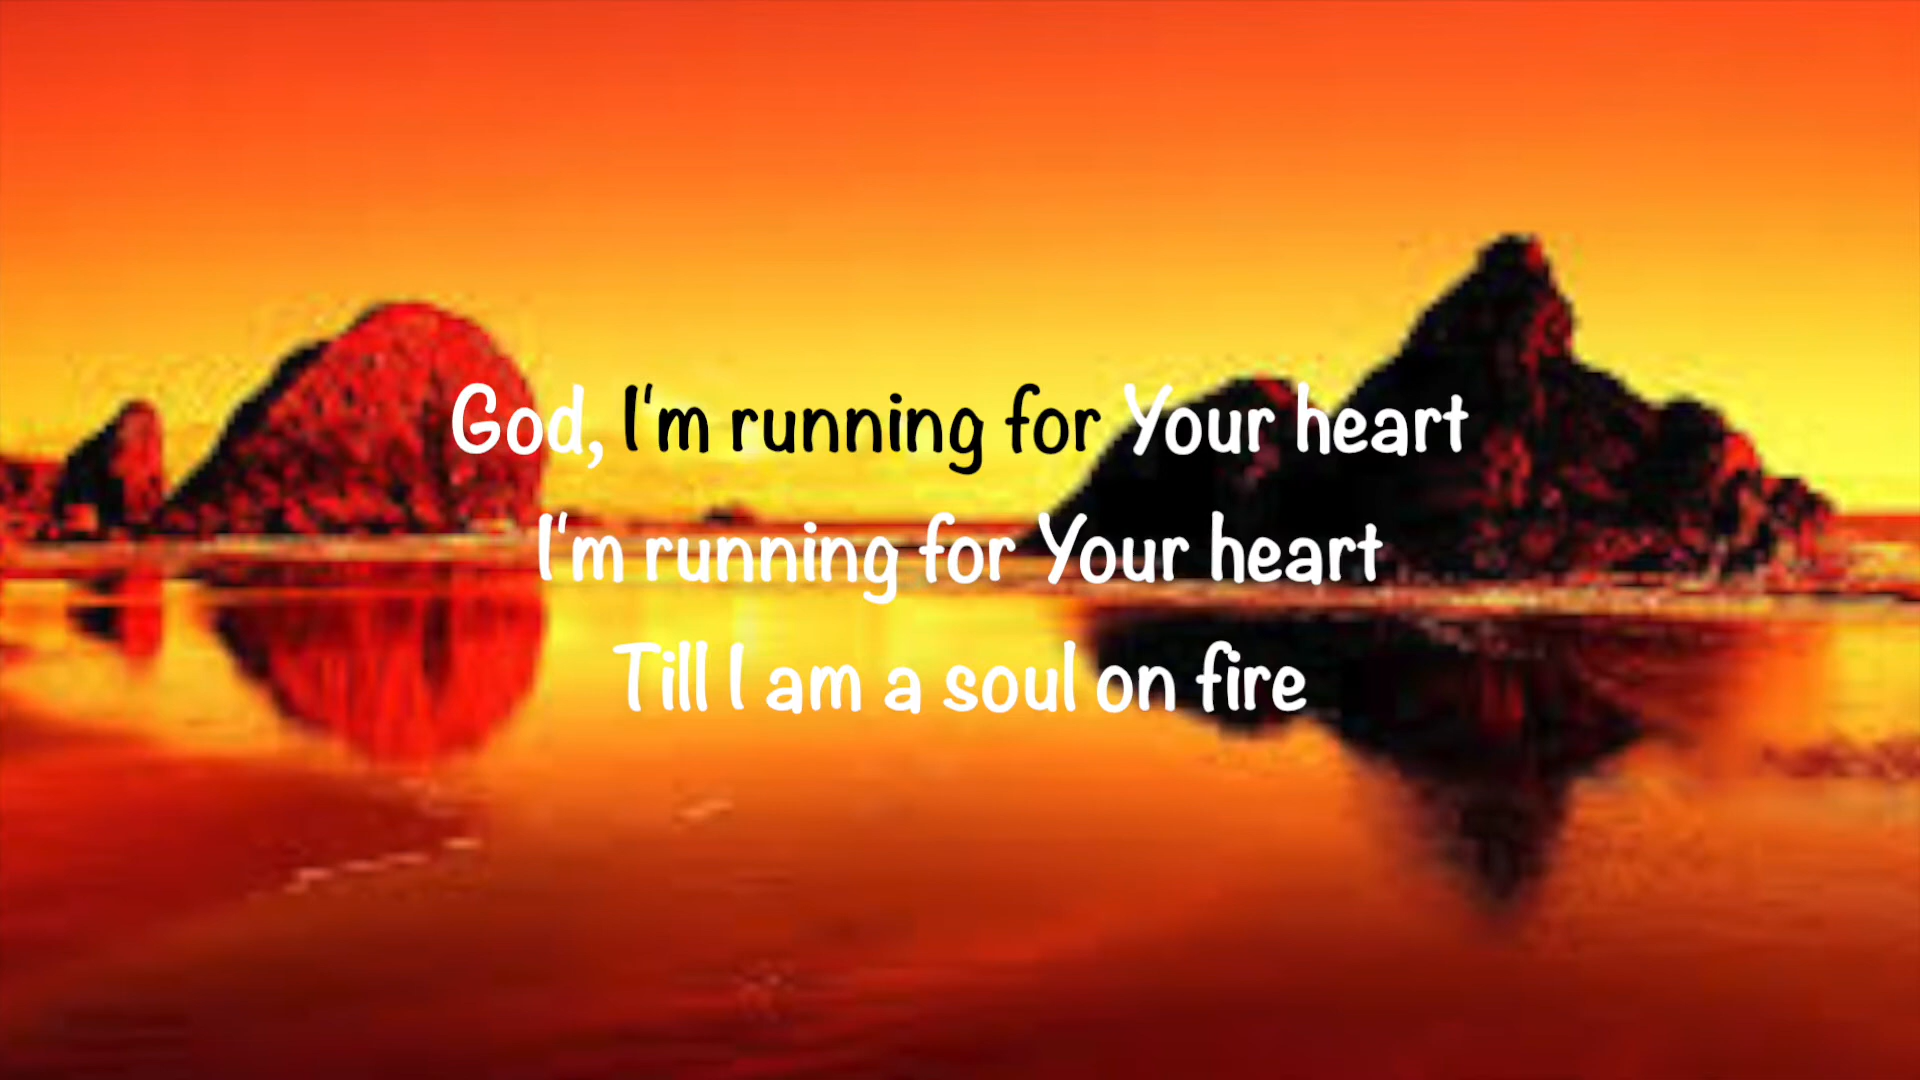 God, I'm running for Your heart
I'm running for Your heart
Till I am a soul on fire